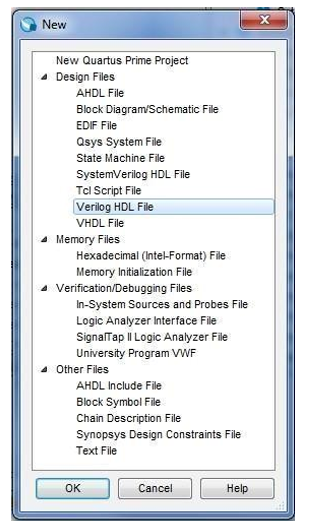 New
New Quartus Prime Project
Design Files
AHDL File
Block Diagram/Schematic File
EDIF File
Qsys System File
State Machine File
SystemVerilog HDL File
Tcl Script File
Verilog HDL File
VHDL File
Memory Files
Hexadecimal (Intel-Format) File
Memory Initialization File
Verification/Debugging Files
In-System Sources and Probes File
Logic Analyzer Interface File
SignalTap II Logic Analyzer File
University Program VWF
Other Files
AHDL Include File
Block Symbol File
Chain Description File
Synopsys Design Constraints File
Text File
OK Cancel Help